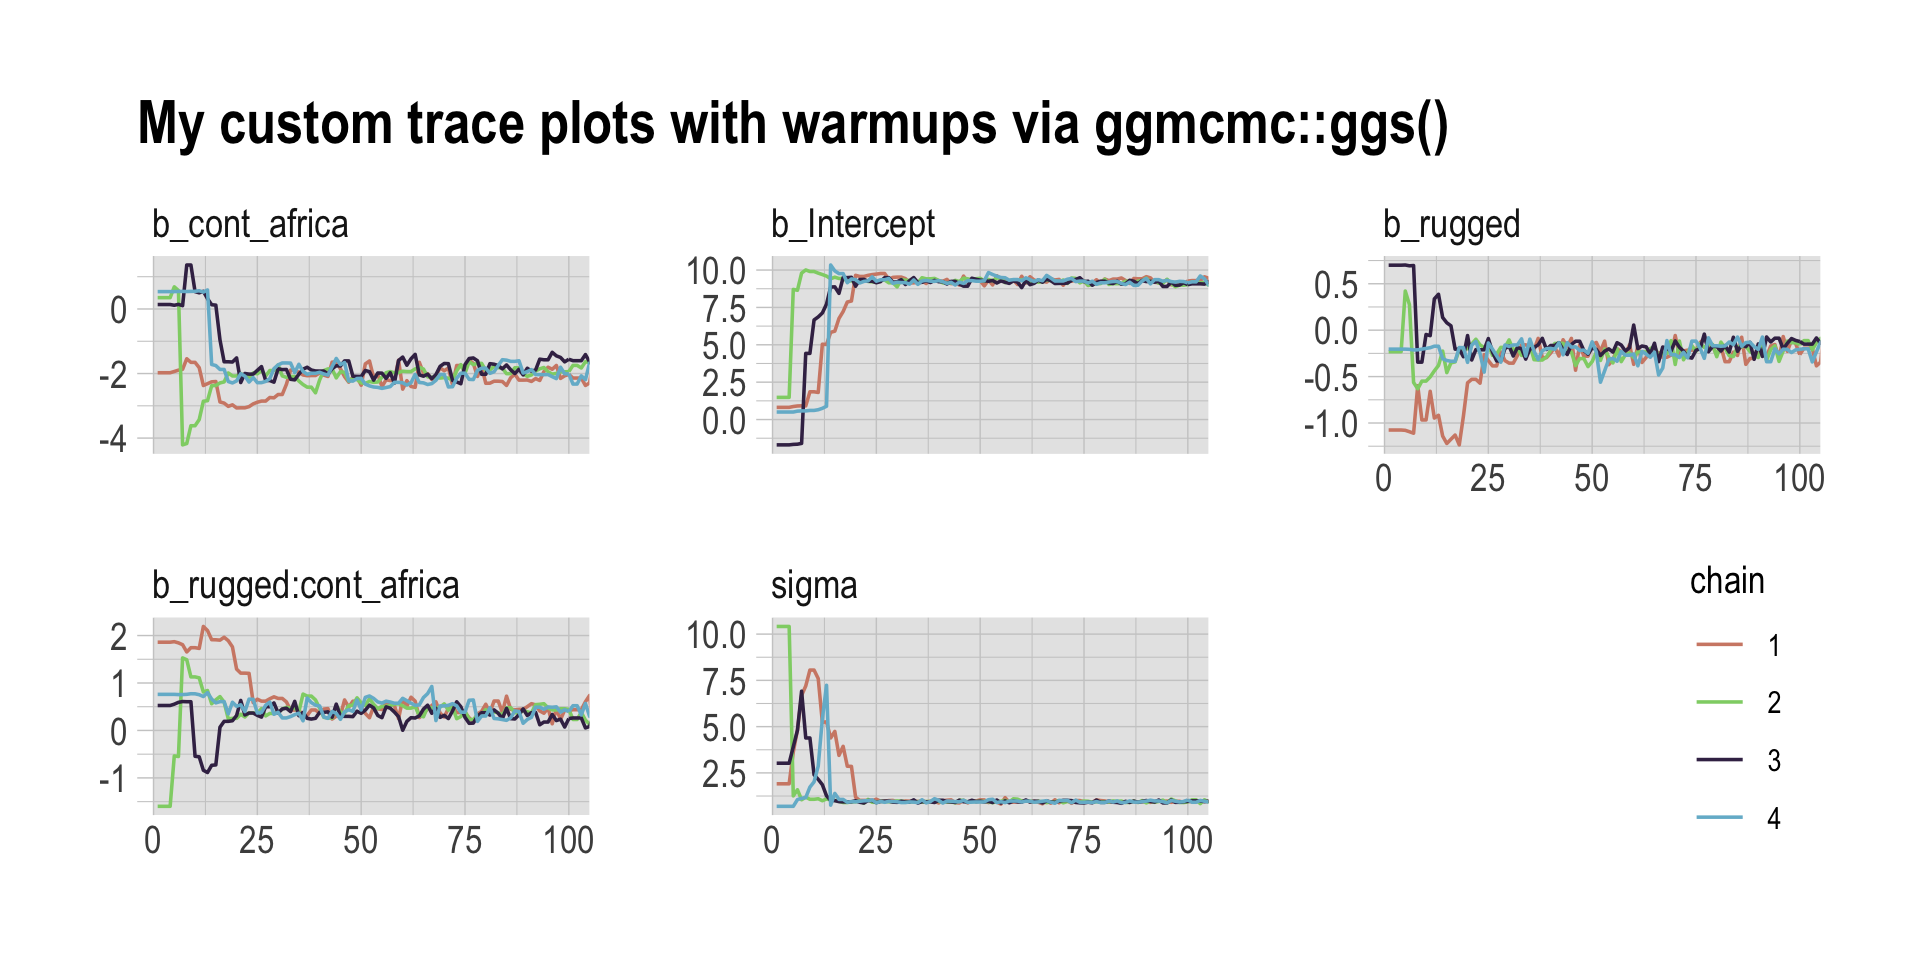 My custom trace plots with warmups via ggmcmc::ggs()
b_cont_africa
0
-2
-4
b_Intercept
10.0
7.5
5.0
2.5
0.0
b_rugged
0.5
0.0
-0.5
-1.0
0 25 50 75 100
b_rugged:cont_africa
2
1
0
-1
0 25 50 75 100
sigma
10.0
7.5
5.0
2.5
0 25 50 75 100
chain
1
2
3
4